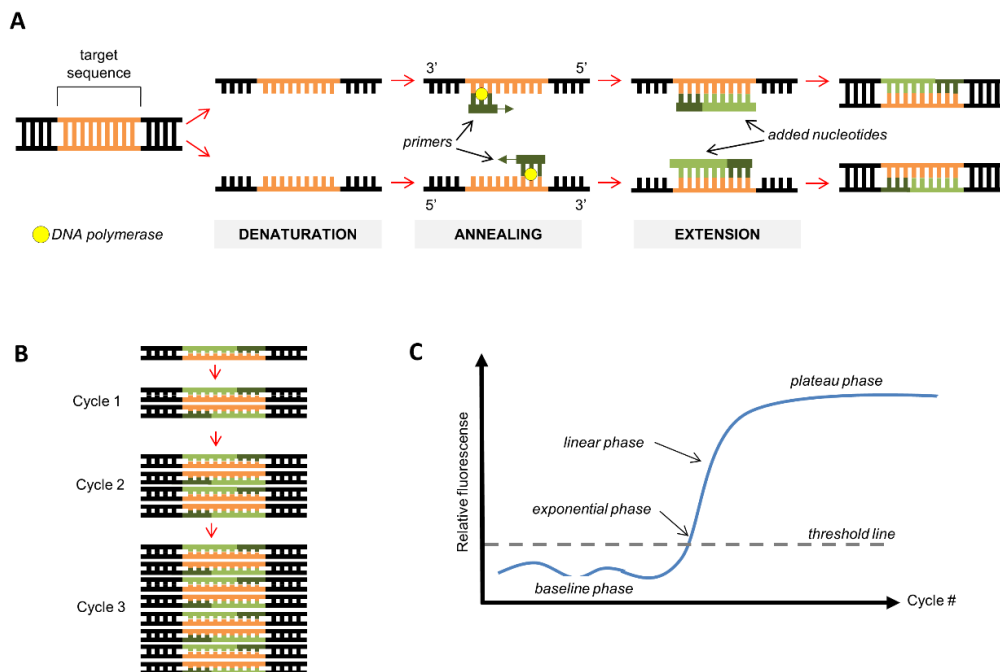 A
target
sequence
3’
5’
primers
added nucleotides
5’
3’
DNA polymerase
DENATURATION
ANNEALING
EXTENSION
B
Cycle 1
Cycle 2
Cycle 3
C
Relative fluorescense
plateau phase
linear phase
exponential phase
threshold line
baseline phase
Cycle #